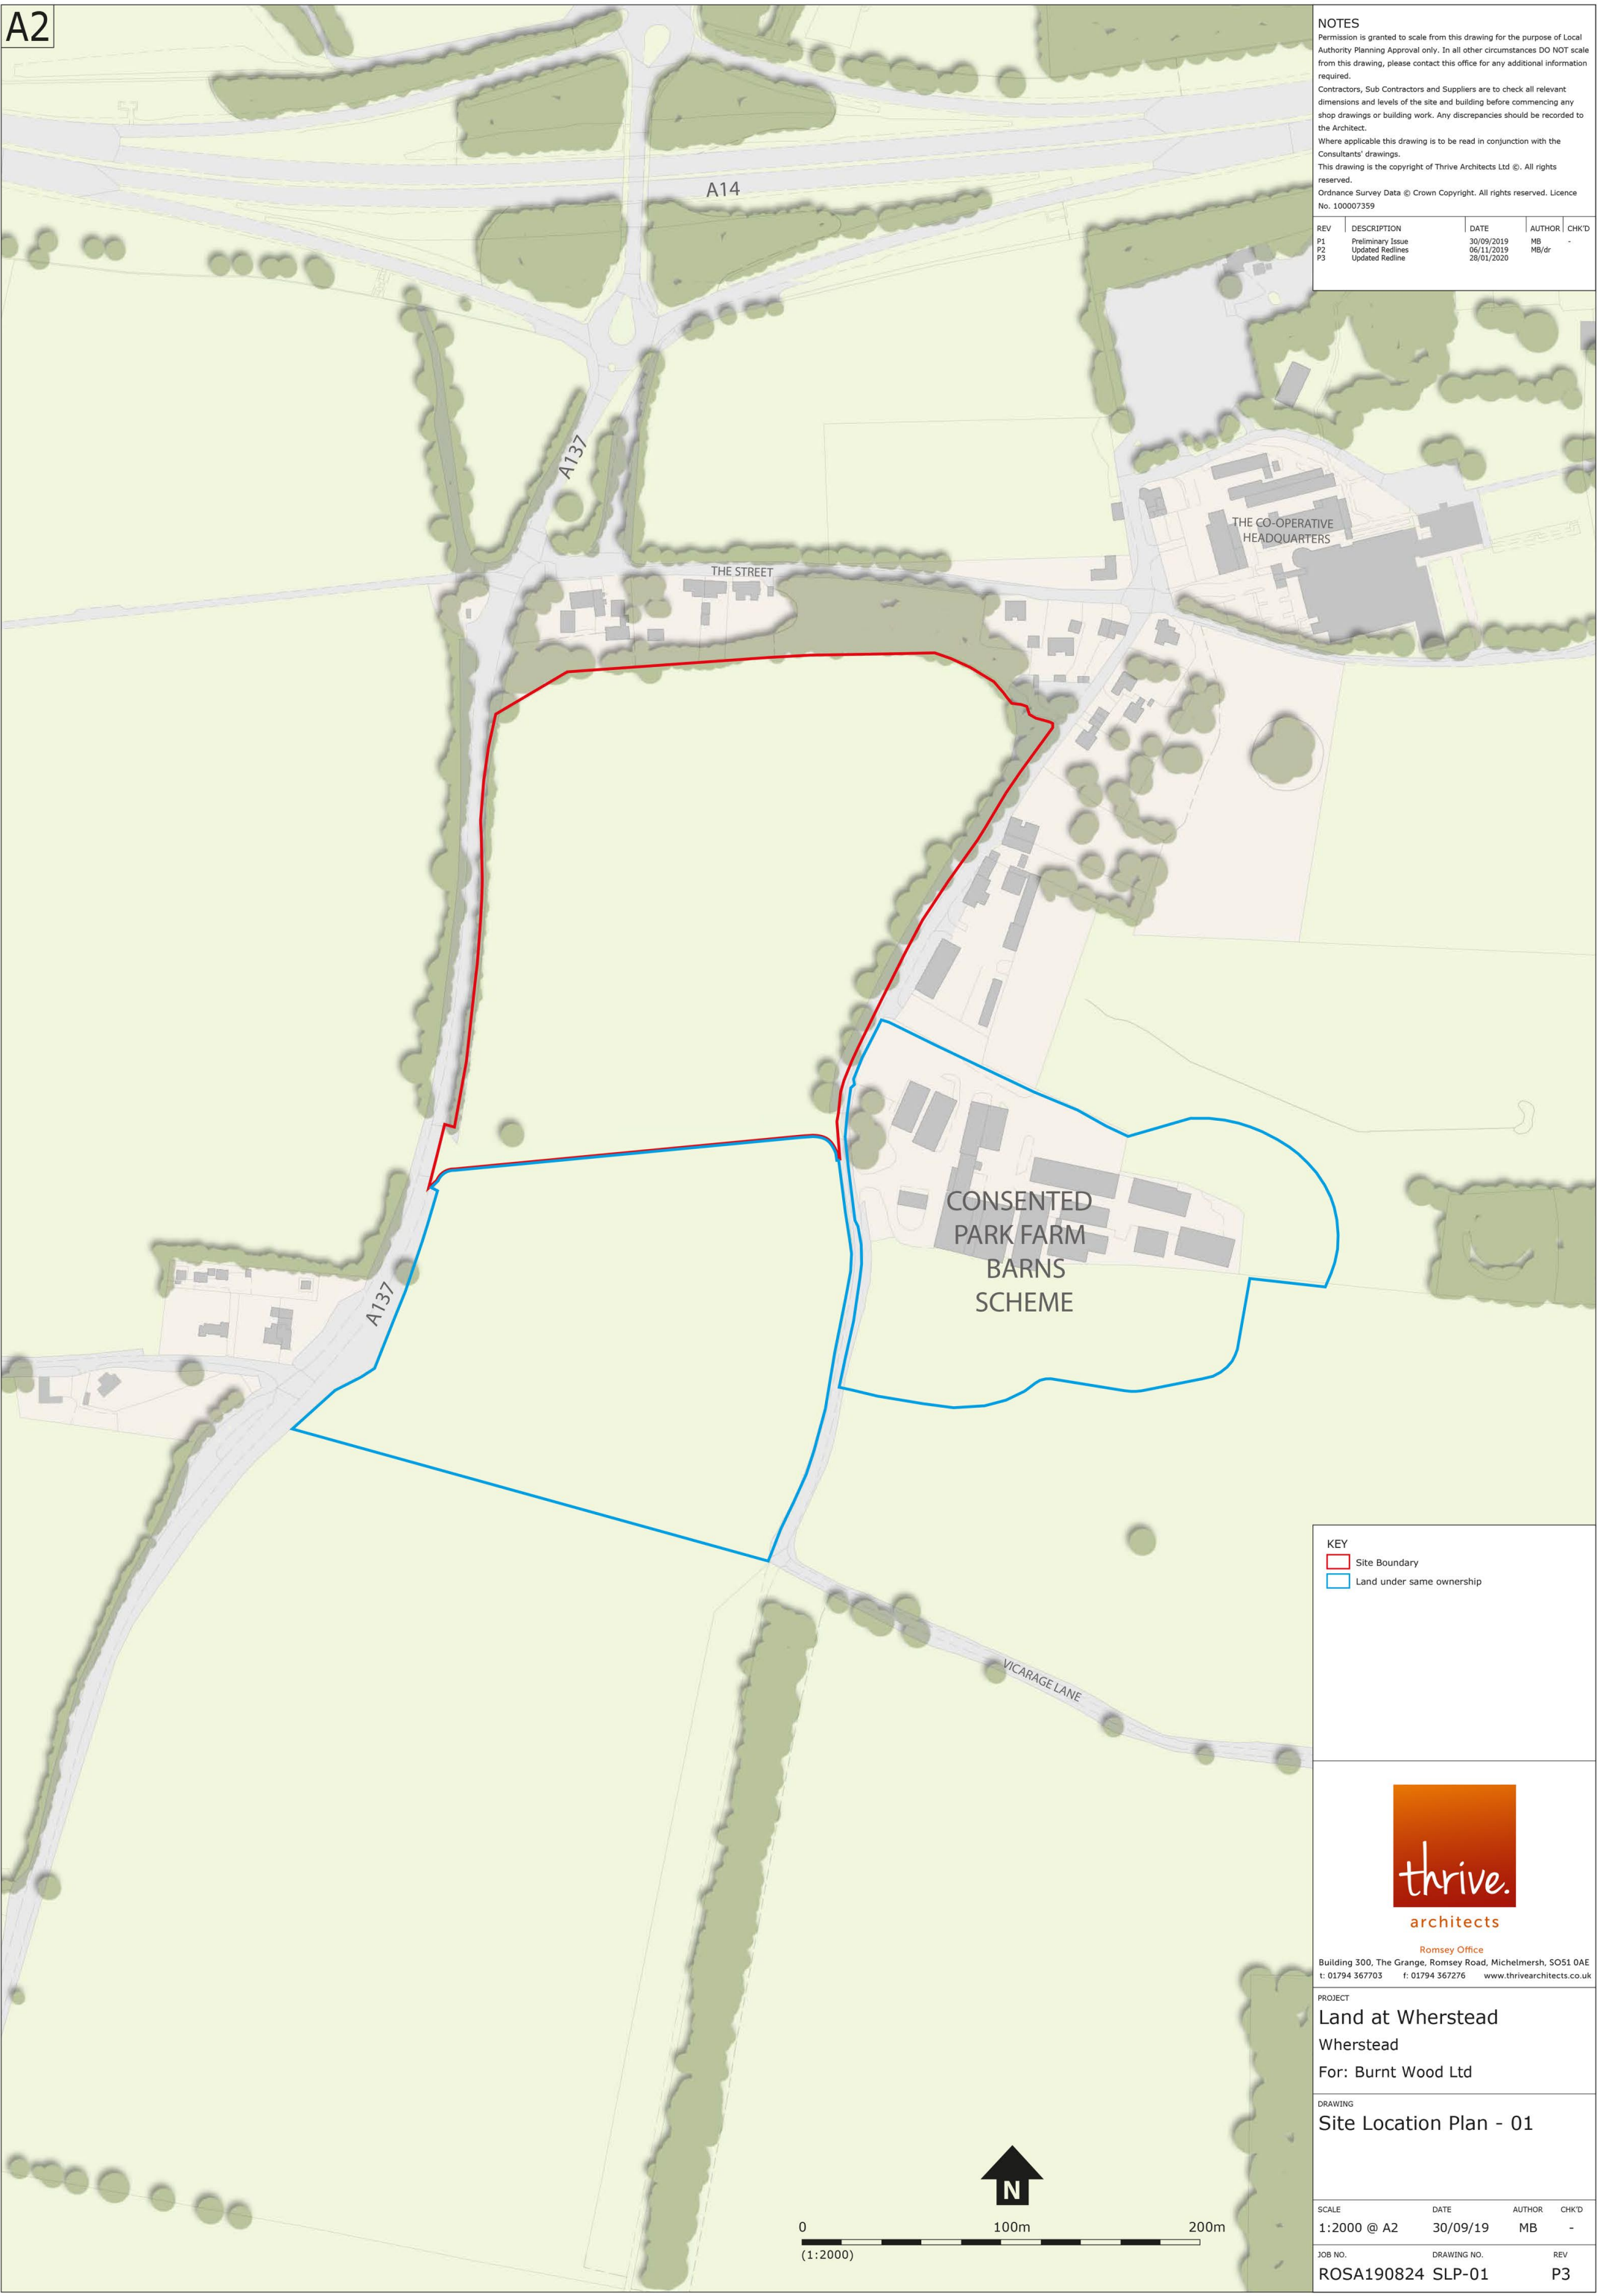 A2
NOTES
Permission is granted to scale from this drawing for the purpose of Local
Authority Planning Approval only. In all other circumstances DO NOT scale
from this drawing, please contact this office for any additional information
required.
Contractors, Sub Contractors and Suppliers are to check all relevant
dimensions and levels of the site and building before commencing any
shop drawings or building work. Any discrepancies should be recorded to
the Architect.
Where applicable this drawing is to be read in conjunction with the
Consultants' drawings.
This drawing is the copyright of Thrive Architects Ltd ©. All rights
reserved.
Ordnance Survey Data © Crown Copyright. All rights reserved. Licence
No. 100007359
REV DESCRIPTION DATE AUTHOR CHK'D
P1 Preliminary Issue 30/09/2019 MB -
P2 Updated Redlines 06/11/2019 MB/dr
P3 Updated Redline 28/01/2020
A14
A137
THE CO-OPERATIVE
HEADQUARTERS
THE STREET
CONSENTED
PARK FARM
BARNS
SCHEME
A137
VICARAGE LANE
KEY
Site Boundary
Land under same ownership
thrive.
architects
Romsey Office
Building 300, The Grange, Romsey Road, Michelmersh, SO51 0AE
t: 01794 367703 f: 01794 367276 www.thrivearchitects.co.uk
PROJECT
Land at Wherstead
Wherstead
For: Burnt Wood Ltd
DRAWING
Site Location Plan - 01
N
0 100m 200m
(1:2000)
SCALE DATE AUTHOR CHK'D
1:2000 @ A2 30/09/19 MB -
JOB NO. DRAWING NO. REV
ROSA190824 SLP-01 P3